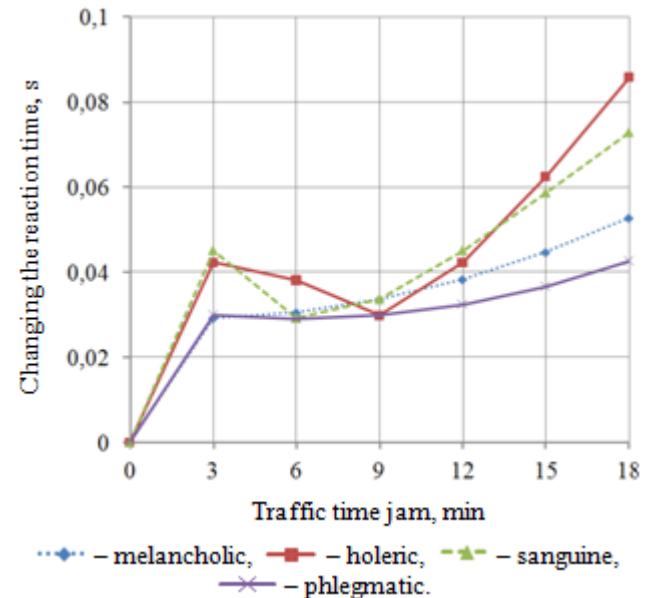 0,1
0,08
0,06
0,04
0,02
0
Changing the reaction time, s
0 3 6 9 12 15 18
Traffic time jam, min
– melancholic, – holeric, – sanguine,
– phlegmatic.